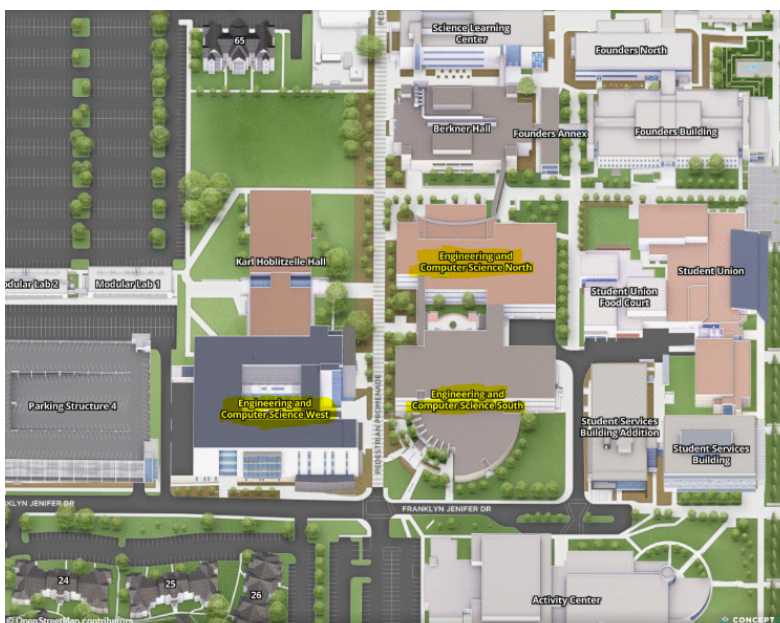 PED
65
Science Learning
Center
Founders North
Berkner Hall
Founders Annex
Founders Building
Karl Hoblitzelle Hall
Engineering and
Computer Science North
Student Union
odular Lab 2
Modular Lab 1
Student Union
Food Court
Parking Structure 4
Engineering and
Computer Science West
PEDESTRIAN PROMENADE
Engineering and
Computer Science South
Student Services
Building Addition
Student Services
Building
KLYN JENIFER DR
FRANKLYN JENIFER DR
24
25
26
Activity Center
© OpenStreetMap contributors
CONCEPT